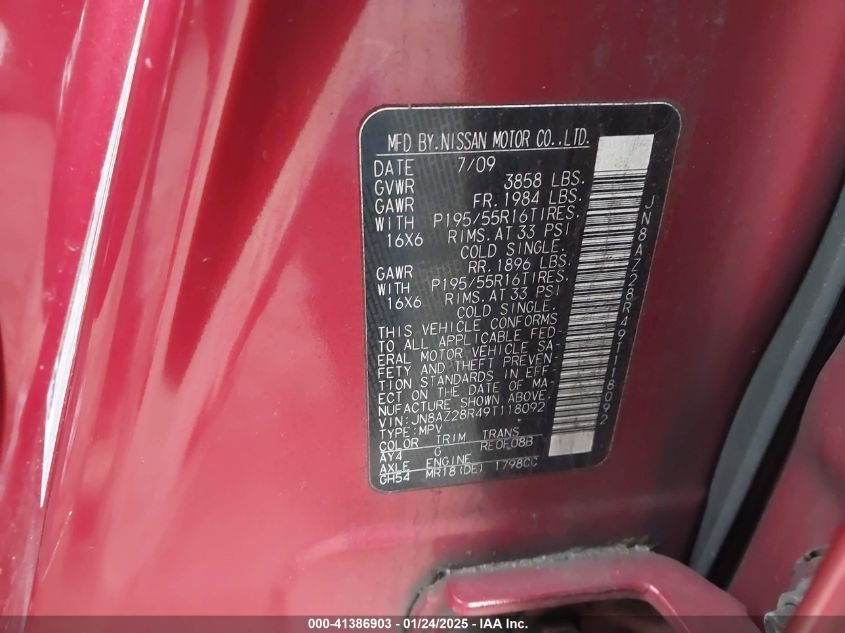 MFD BY.NISSAN MOTOR CO.,LTD.
DATE 7/09
GVWR 3858 LBS.
GAWR FR. 1984 LBS.
WITH P195/55R16TIRES.
16X6 RIMS. AT 33 PSI
COLD SINGLE.
GAWR RR. 1896 LBS.
WITH P195/55R16TIRES.
16X6 RIMS. AT 33 PSI
COLD SINGLE.
THIS VEHICLE CONFORMS
TO ALL APPLICABLE FED-
ERAL MOTOR VEHICLE SA-
FETY AND THEFT PREVEN-
TION STANDARDS IN EFF-
ECT ON THE DATE OF MA-
NUFACTURE SHOWN ABOVE.
VIN: JN8AZ28R49T118092
TYPE: MPV
COLOR TRIM TRANS
AY4 G RE0F08B
AXLE ENGINE
GH54 MR18(DE) 1798CC
JN8AZ28R49T118092
000-41386903 - 01/24/2025 - IAA Inc.